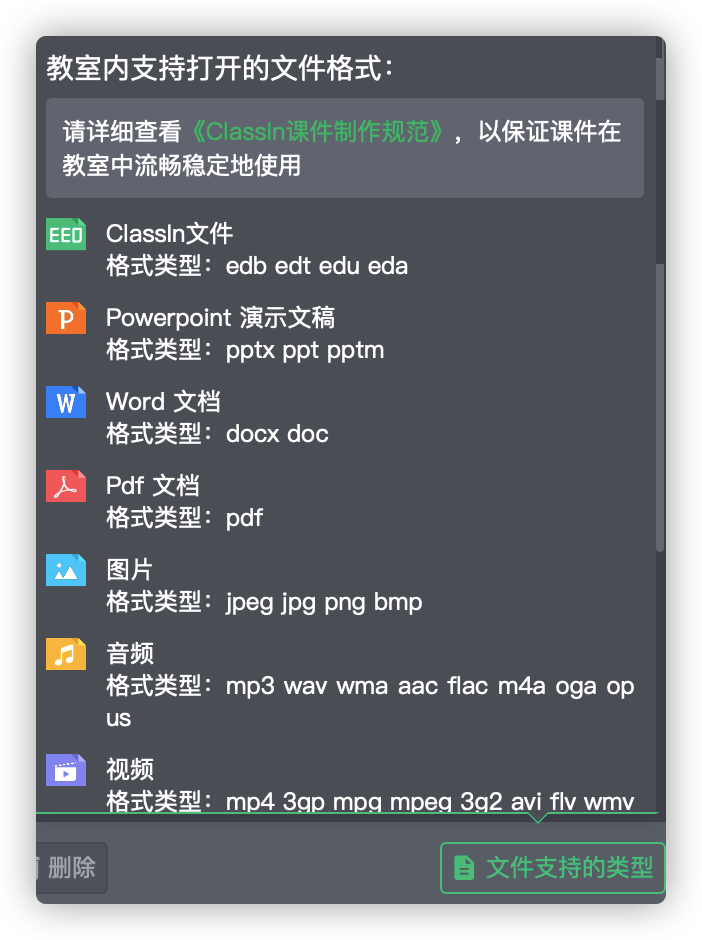 教室内支持打开的文件格式：
请详细查看《ClassIn课件制作规范》，以保证课件在
教室中流畅稳定地使用
EED
ClassIn文件
格式类型：edb edt edu eda
P
Powerpoint 演示文稿
格式类型：pptx ppt pptm
W
Word 文档
格式类型：docx doc
Pdf 文档
格式类型：pdf
图片
格式类型：jpeg jpg png bmp
音频
格式类型：mp3 wav wma aac flac m4a oga op
us
视频
格式类型：mp4 3gp mpg mpeg 3g2 avi flv wmv
删除
文件支持的类型